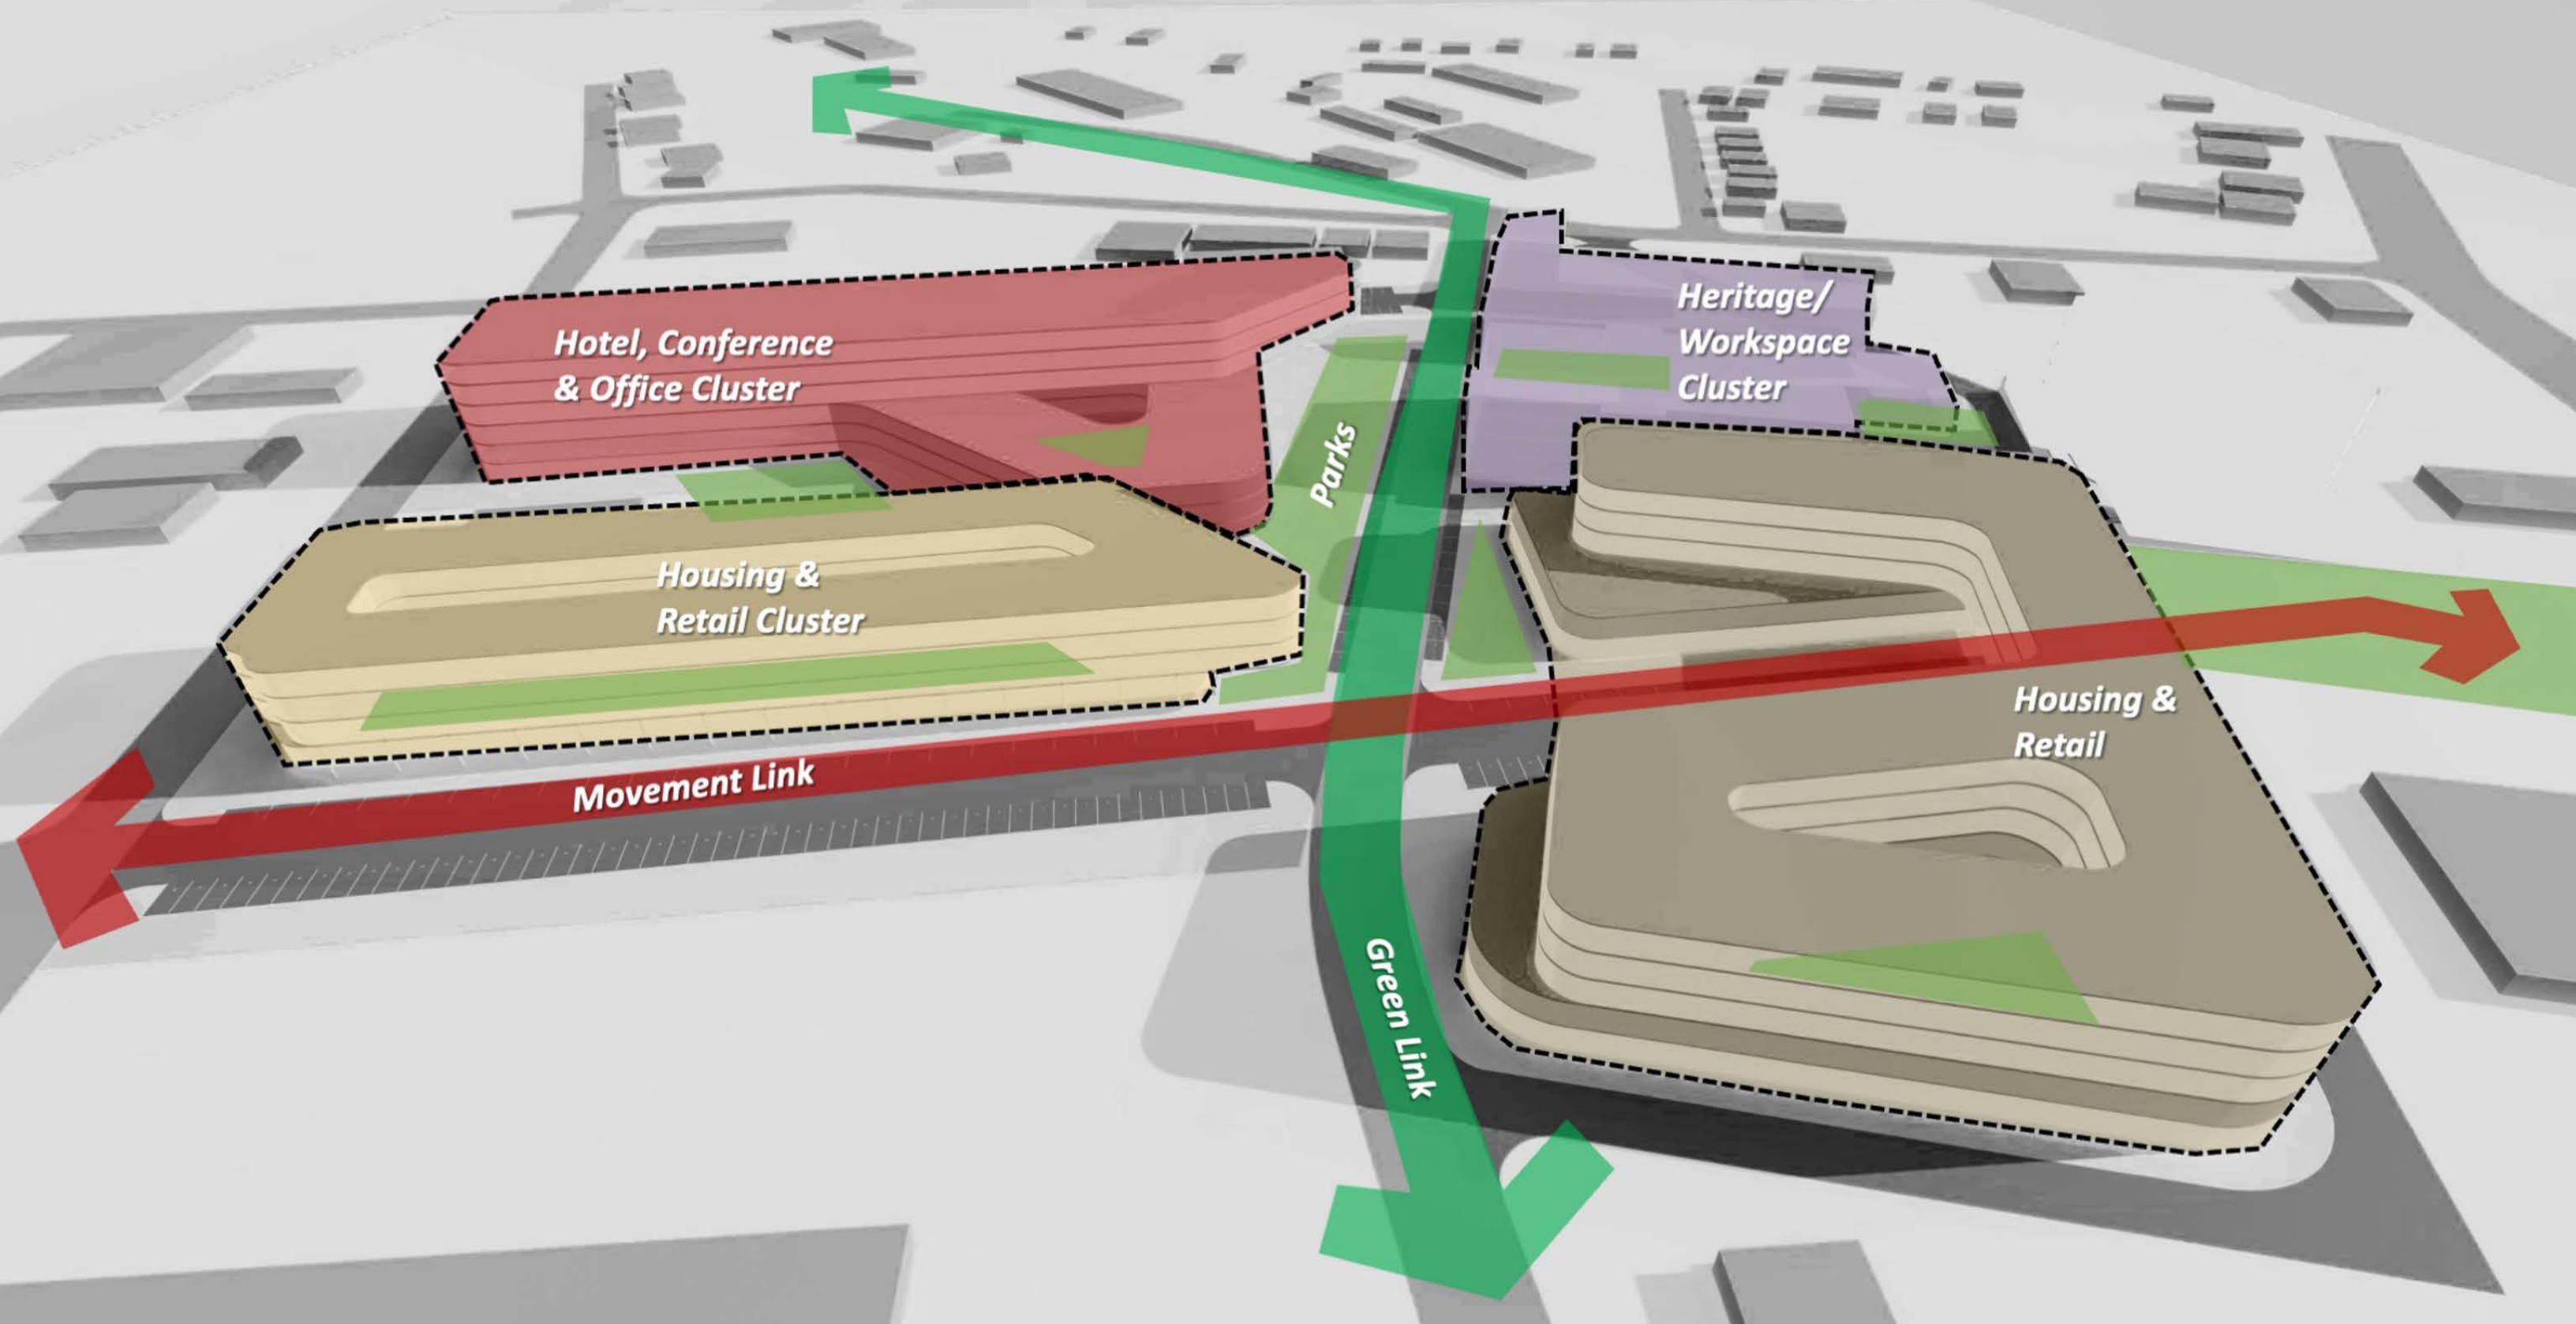 Hotel, Conference
& Office Cluster
Heritage/
Workspace
Cluster
Parks
Housing &
Retail Cluster
Housing &
Retail
Movement Link
Green Link